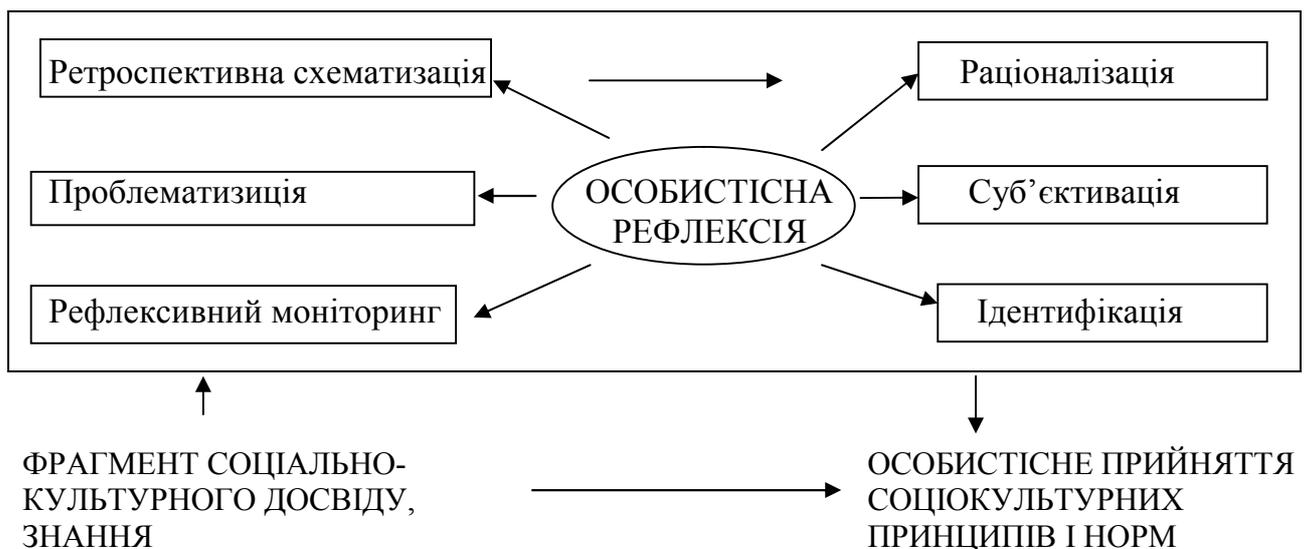 Ретроспективна схематизація
Раціоналізація
Проблематизиція
ОСОБИСТІСНА
РЕФЛЕКСІЯ
Суб’єктивація
Рефлексивний моніторинг
Ідентифікація
ФРАГМЕНТ СОЦІАЛЬНО-
КУЛЬТУРНОГО ДОСВІДУ,
ЗНАННЯ
ОСОБИСТІСНЕ ПРИЙНЯТТЯ
СОЦІОКУЛЬТУРНИХ
ПРИНЦИПІВ І НОРМ